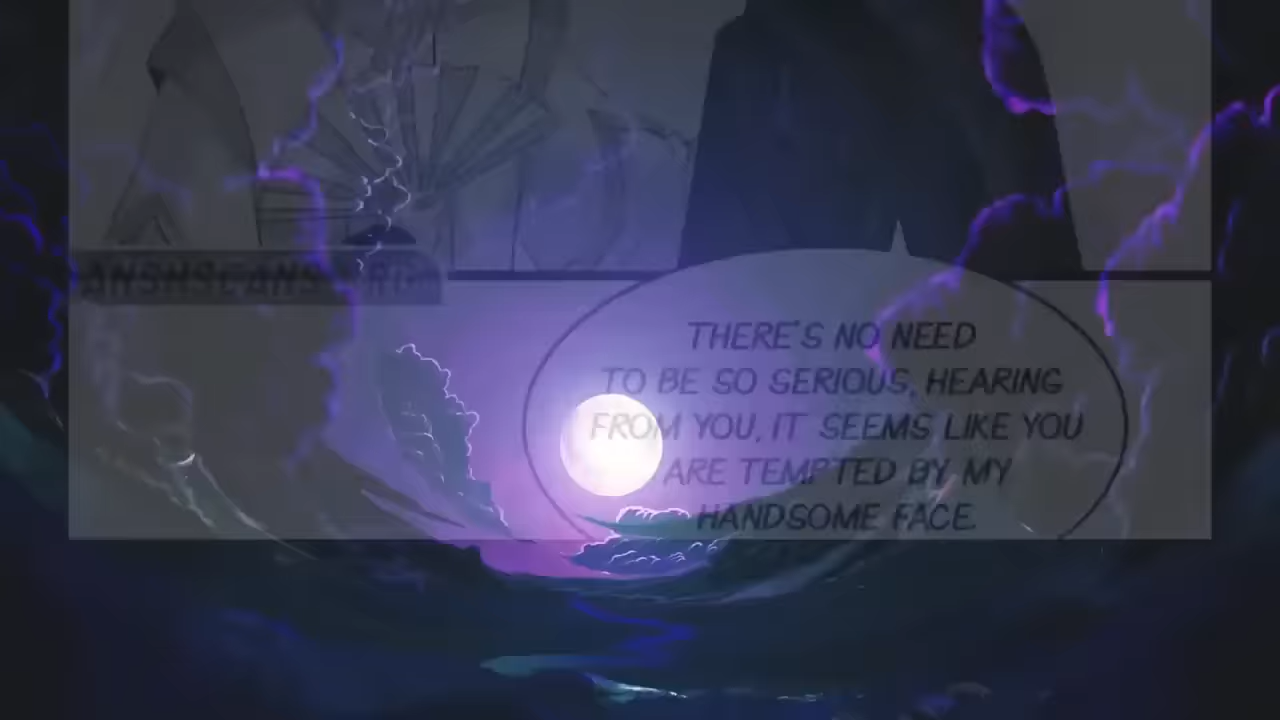 THERE'S NO NEED
TO BE SO SERIOUS, HEARING
FROM YOU, IT SEEMS LIKE YOU
ARE TEMPTED BY MY
HANDSOME FACE.